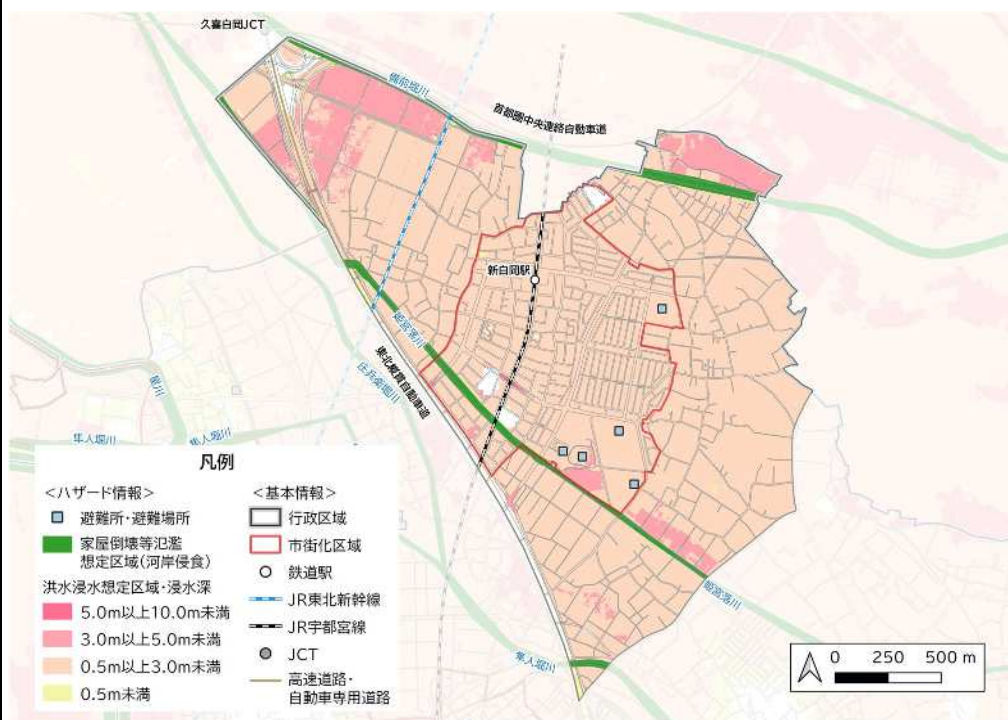 久喜白岡JCT
備前堀川
首都圏中央連絡自動車道
新白岡駅
姫宮落川
庄兵衛堀川
東北縦貫自動車道
星川
隼人堀川
隼人堀川
姫宮落川
隼人堀川
凡例
<ハザード情報>
避難所・避難場所
家屋倒壊等氾濫
想定区域(河岸侵食)
洪水浸水想定区域・浸水深
5.0m以上10.0m未満
3.0m以上5.0m未満
0.5m以上3.0m未満
0.5m未満
<基本情報>
行政区域
市街化区域
鉄道駅
JR東北新幹線
JR宇都宮線
JCT
高速道路・
自動車専用道路
0 250 500 m